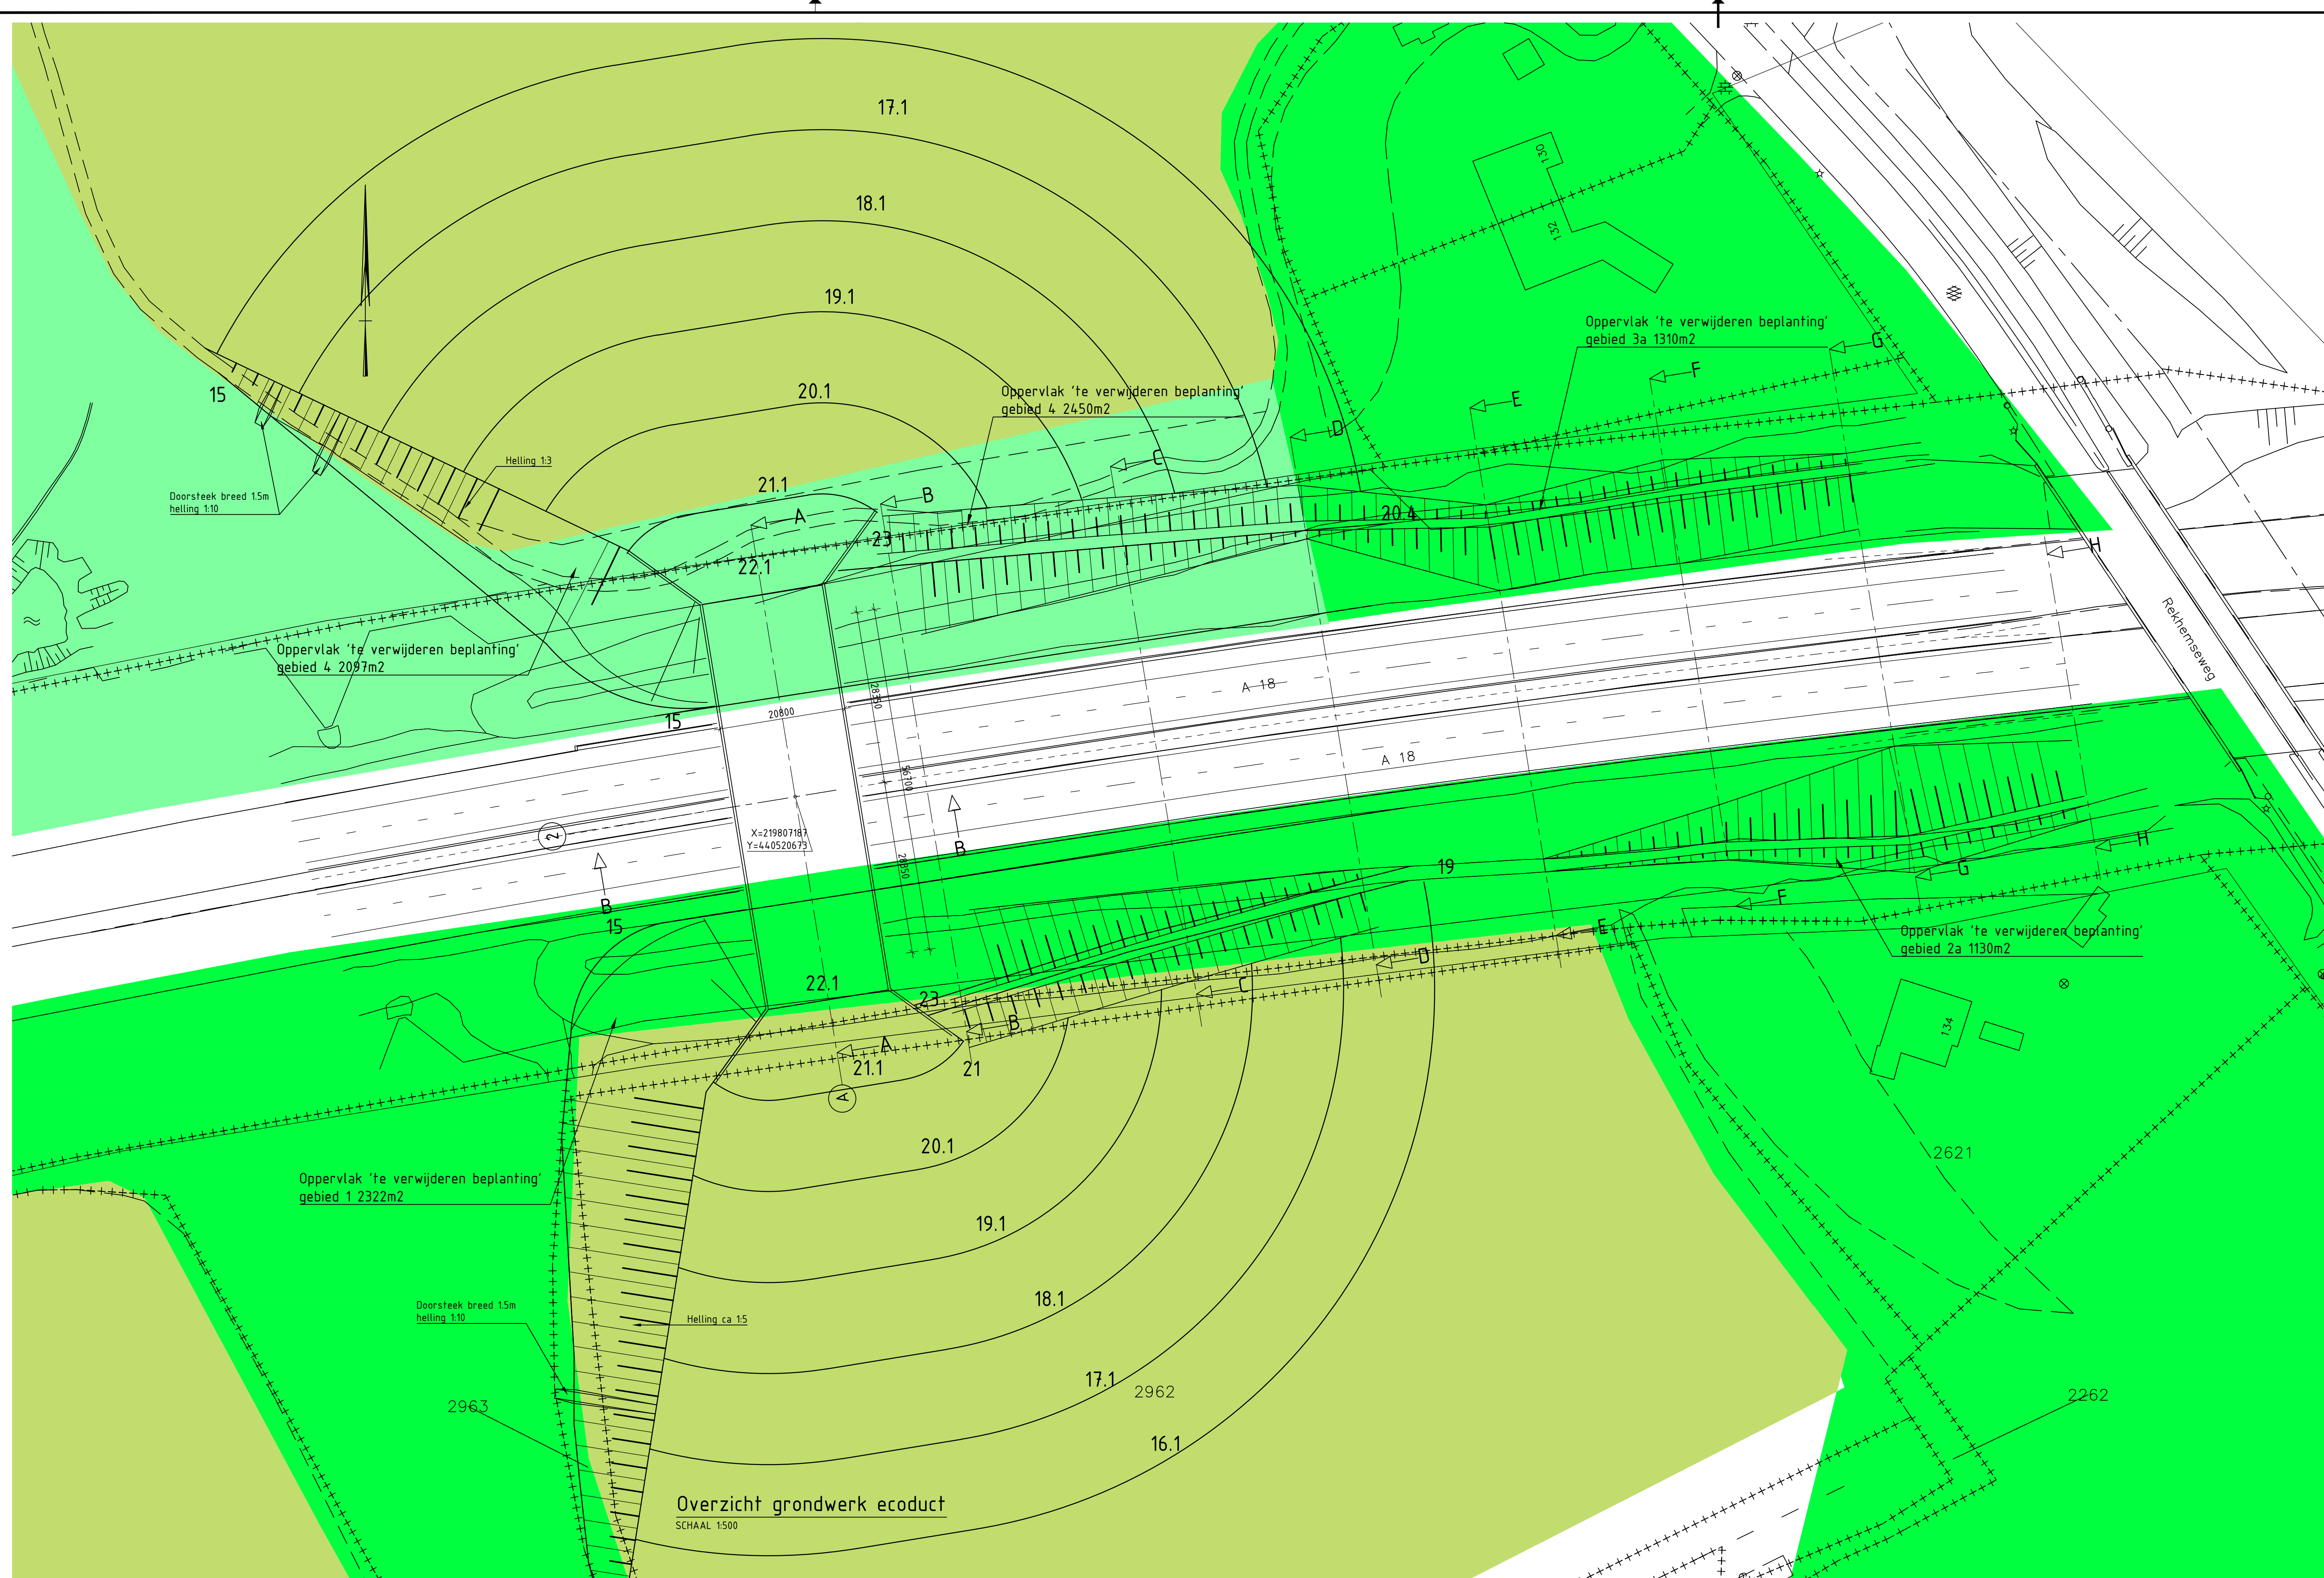 17.1
18.1
19.1
20.1
21.1
22.1
23
15
130
132
Oppervlak 'te verwijderen beplanting'
gebied 3a 1310m2
Oppervlak 'te verwijderen beplanting'
gebied 4 2450m2
Helling 1:3
Doorsteek breed 1.5m
helling 1:10
A
B
C
D
E
F
G
H
20.4
Rekhemseweg
Oppervlak 'te verwijderen beplanting'
gebied 4 2097m2
15
20800
28350
56700
28350
A 18
A 18
2
X=219807187
Y=440520673
B
B
15
22.1
23
19
21.1
21
A
A
B
C
D
E
F
G
H
Oppervlak 'te verwijderen beplanting'
gebied 2a 1130m2
134
2621
2262
Oppervlak 'te verwijderen beplanting'
gebied 1 2322m2
20.1
19.1
18.1
17.1
16.1
2962
2963
Doorsteek breed 1.5m
helling 1:10
Helling ca 1:5
Overzicht grondwerk ecoduct
SCHAAL 1:500